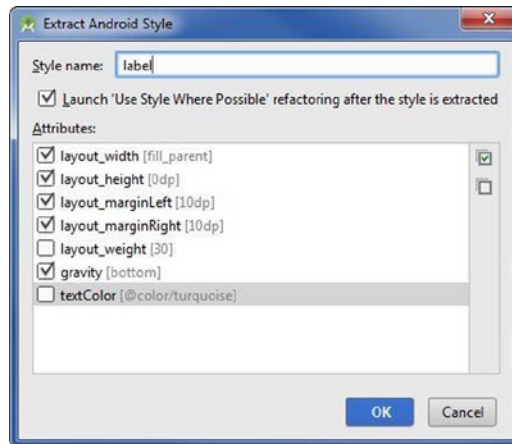 Extract Android Style
Style name: label
Launch 'Use Style Where Possible' refactoring after the style is extracted
Attributes:
layout_width [fill_parent]
layout_height [0dp]
layout_marginLeft [10dp]
layout_marginRight [10dp]
layout_weight [30]
gravity [bottom]
textColor [@color/turquoise]
OK Cancel